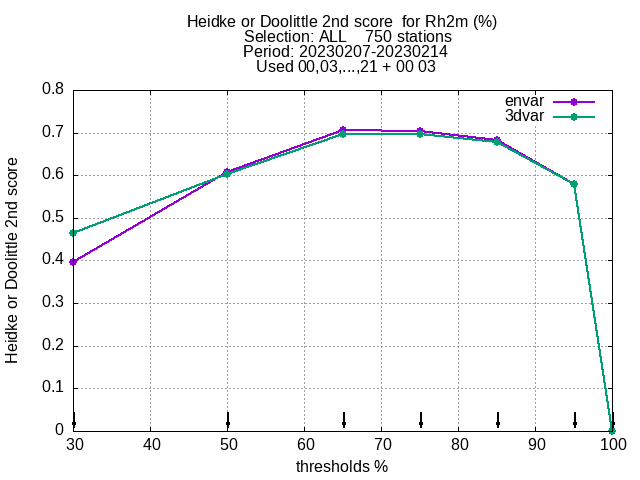 Heidke or Doolittle 2nd score  for Rh2m (%)
Selection: ALL    750 stations
Period: 20230207-20230214
Used 00,03,...,21 + 00 03
envar
3dvar
Heidke or Doolittle 2nd score
0.8
0.7
0.6
0.5
0.4
0.3
0.2
0.1
0
30 40 50 60 70 80 90 100
thresholds %